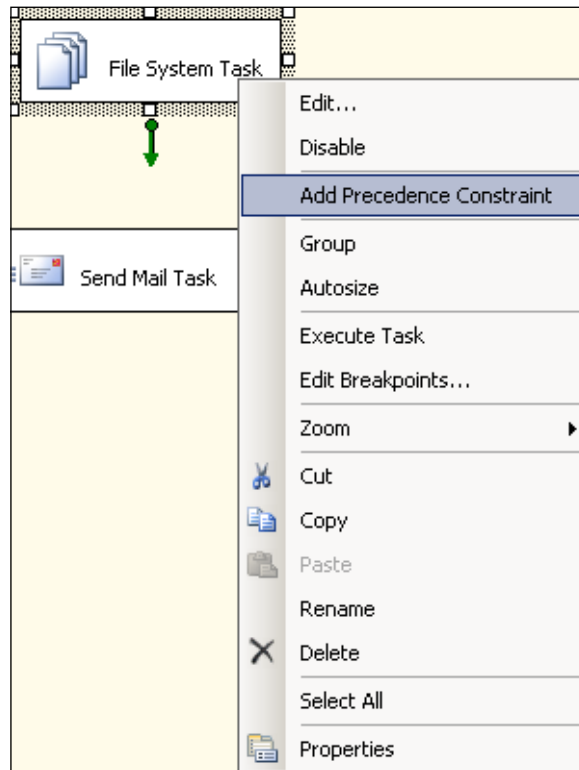 File System Task
Edit...
Disable
Add Precedence Constraint
Group
Send Mail Task
Autosize
Execute Task
Edit Breakpoints...
Zoom
Cut
Copy
Paste
Rename
Delete
Select All
Properties